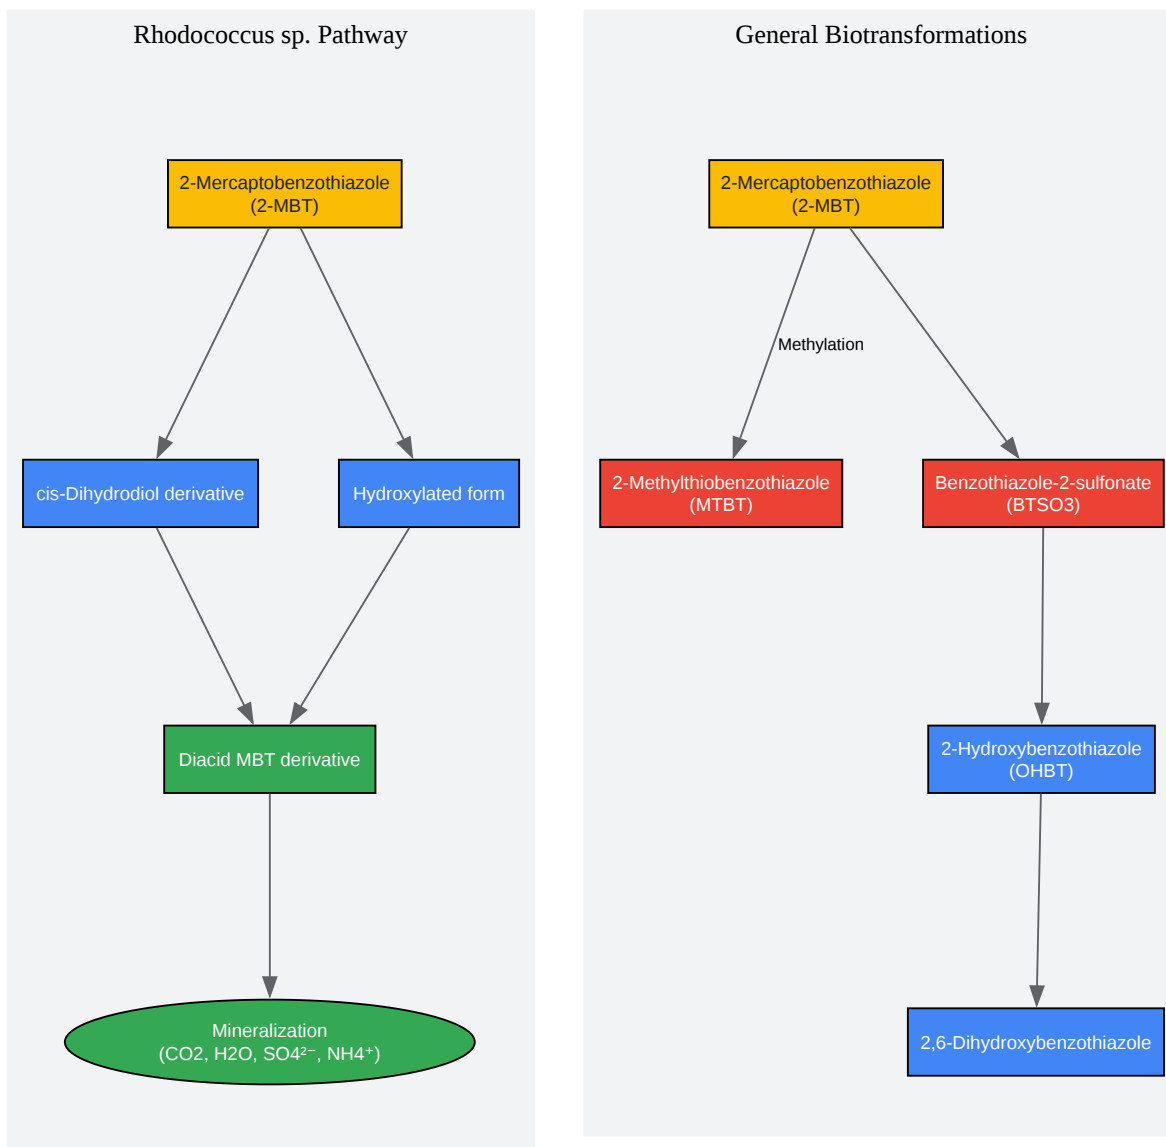 Rhodococcus sp. Pathway
2-Mercaptobenzothiazole
(2-MBT)
cis-Dihydrodiol derivative
Hydroxylated form
Diacid MBT derivative
Mineralization
(CO2, H2O, SO4²⁻, NH4⁺)
General Biotransformations
2-Mercaptobenzothiazole
(2-MBT)
Methylation
2-Methylthiobenzothiazole
(MTBT)
Benzothiazole-2-sulfonate
(BTSO3)
2-Hydroxybenzothiazole
(OHBT)
2,6-Dihydroxybenzothiazole